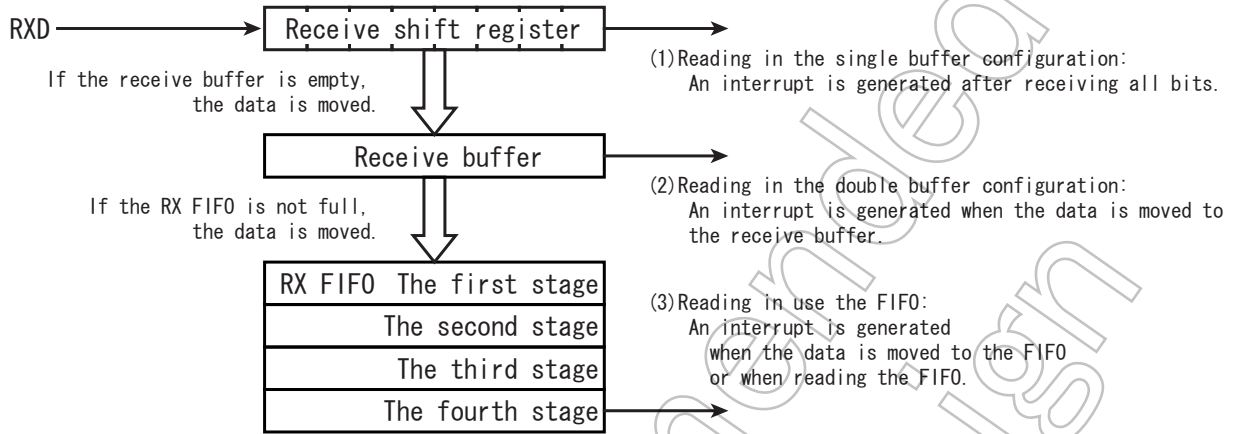 RXD
Receive shift register
(1)Reading in the single buffer configuration:
An interrupt is generated after receiving all bits.
If the receive buffer is empty,
the data is moved.
Receive buffer
(2)Reading in the double buffer configuration:
An interrupt is generated when the data is moved to
the receive buffer.
If the RX FIFO is not full,
the data is moved.
RX FIFO The first stage
The second stage
The third stage
The fourth stage
(3)Reading in use the FIFO:
An interrupt is generated
when the data is moved to the FIFO
or when reading the FIFO.